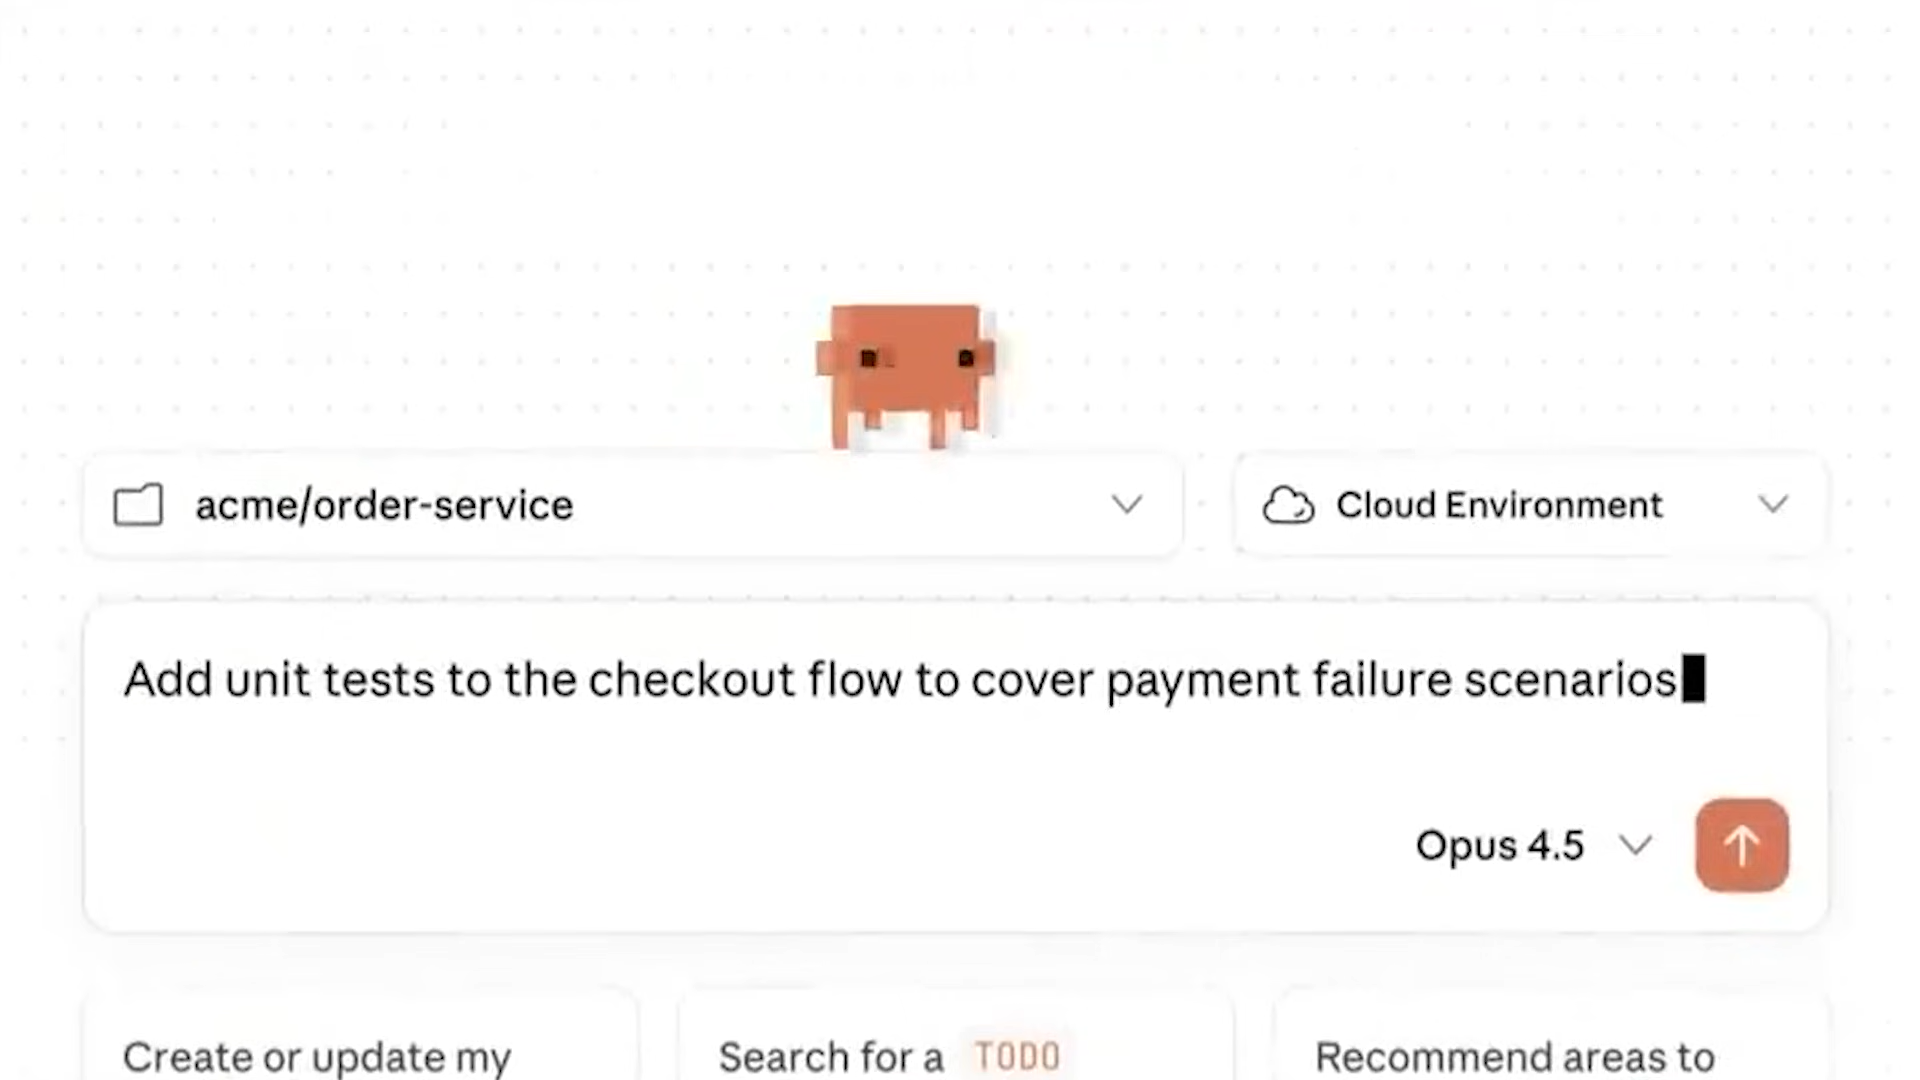 acme/order-service
Cloud Environment
Add unit tests to the checkout flow to cover payment failure scenarios
Opus 4.5
Create or update my
Search for a TODO
Recommend areas to